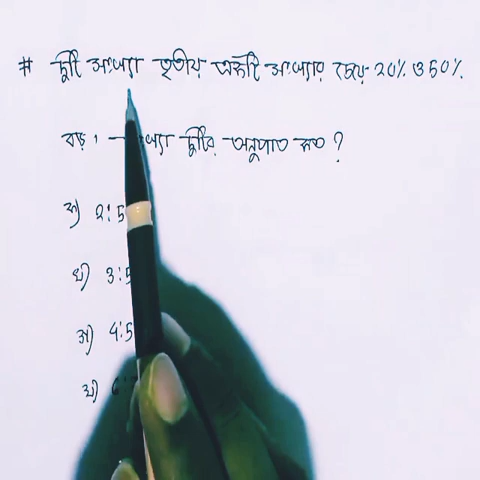 # দুটি সংখ্যা তৃতীয় একটি সংখ্যার চেয়ে 20% ও 50%
বড়। দুটির অনুপাত কত?
ক) 2:5
খ) 3:5
গ) 4:5
ঘ)